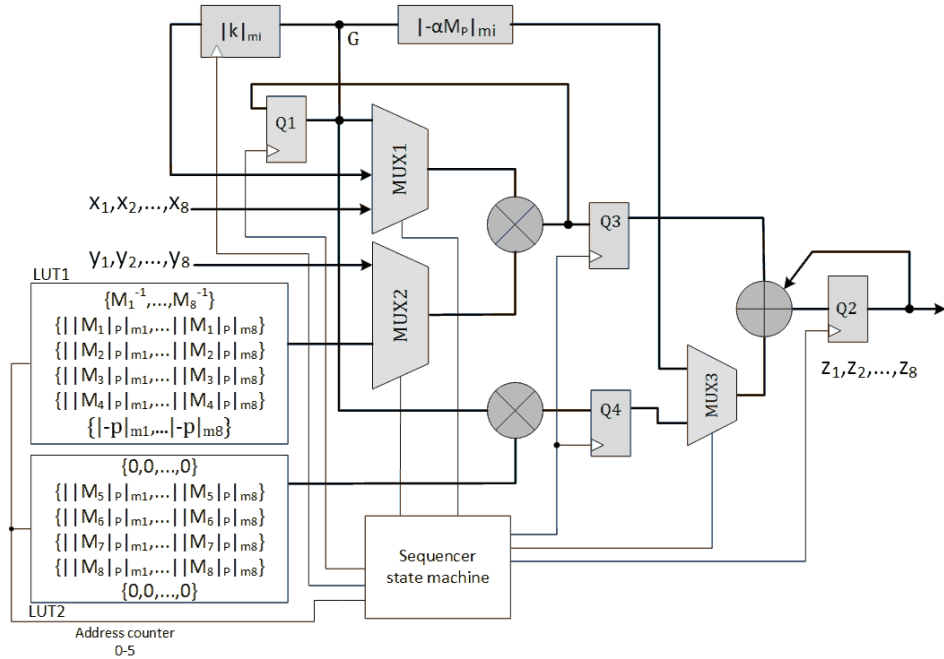 |k|mi
G
|-αMP|mi
Q1
MUX1
x1,x2,...,x8
Q3
y1,y2,...,y8
MUX2
LUT1
{M1-1,...,M8-1}
{||M1|P|m1,...||M1|P|m8}
{||M2|P|m1,...||M2|P|m8}
{||M3|P|m1,...||M3|P|m8}
{||M4|P|m1,...||M4|P|m8}
{|-p|m1,...|-p|m8}
Q2
z1,z2,...,z8
MUX3
Q4
{0,0,...,0}
{||M5|P|m1,...||M5|P|m8}
{||M6|P|m1,...||M6|P|m8}
{||M7|P|m1,...||M7|P|m8}
{||M8|P|m1,...||M8|P|m8}
{0,0,...,0}
LUT2
Sequencer
state machine
Address counter
0-5